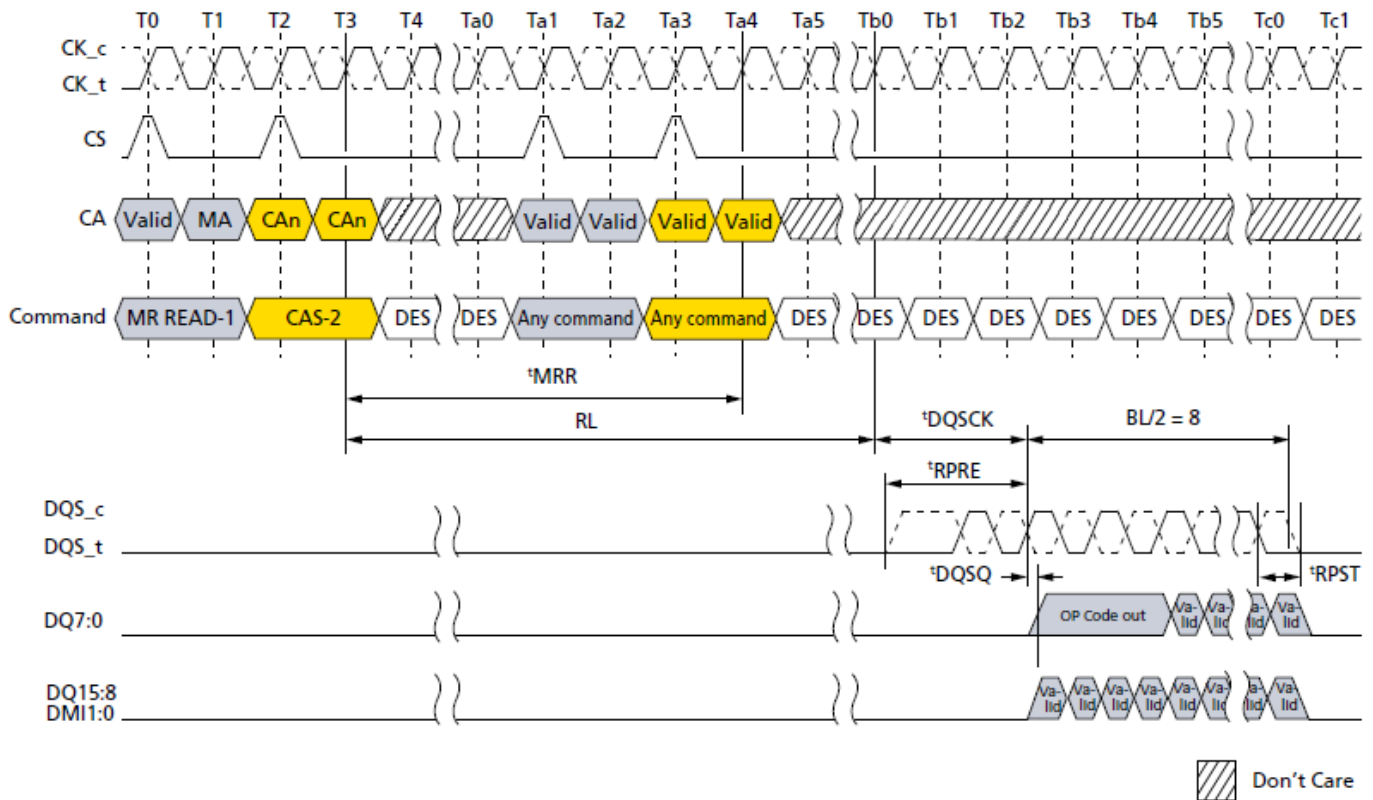 T0 T1 T2 T3 T4 Ta0 Ta1 Ta2 Ta3 Ta4 Ta5 Tb0 Tb1 Tb2 Tb3 Tb4 Tb5 Tc0 Tc1
CK_c
CK_t
CS
CA Valid MA CAn CAn Valid Valid Valid Valid
Command MR READ-1 CAS-2 DES DES Any command Any command DES DES DES DES DES DES DES DES DES
tMRR
RL tDQSCK BL/2 = 8
tRPRE
DQS_c
DQS_t
tDQSQ tRPST
DQ7:0 OP Code out Va-lid Va-lid Va-lid Va-lid
DQ15:8
DMI1:0 Va-lid Va-lid Va-lid Va-lid Va-lid Va-lid Va-lid Va-lid
Don't Care